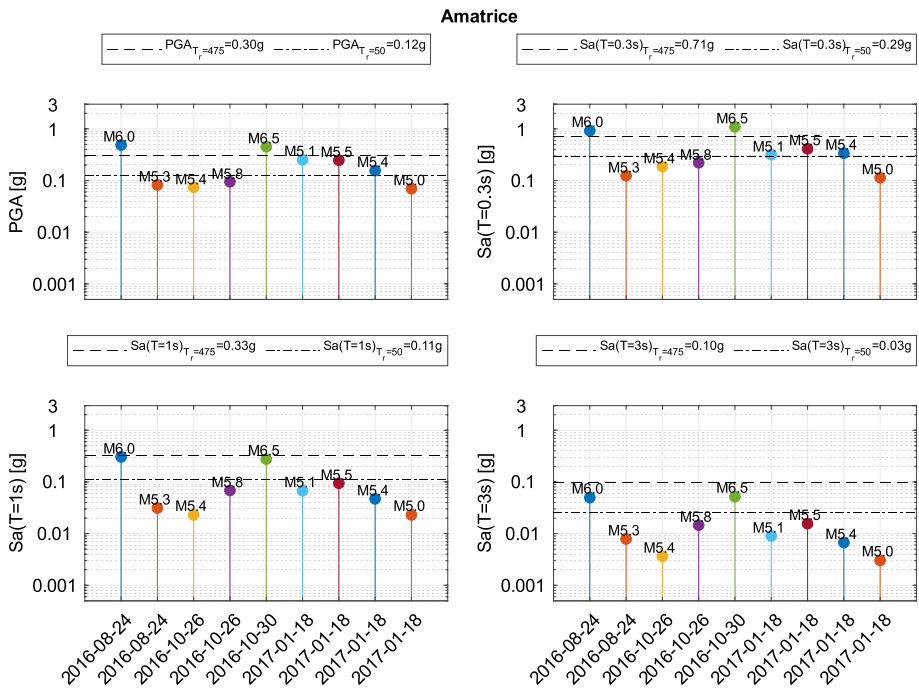 Amatrice
PGA_{T_r=475}=0.30g PGA_{T_r=50}=0.12g
Sa(T=0.3s)_{T_r=475}=0.71g Sa(T=0.3s)_{T_r=50}=0.29g
PGA [g]
3
1
0.1
0.01
0.001
M6.0
M5.3
M5.4
M5.8
M6.5
M5.1
M5.5
M5.4
M5.0
Sa(T=0.3s) [g]
3
1
0.1
0.01
0.001
M6.0
M5.3
M5.4
M5.8
M6.5
M5.1
M5.5
M5.4
M5.0
Sa(T=1s)_{T_r=475}=0.33g Sa(T=1s)_{T_r=50}=0.11g
Sa(T=3s)_{T_r=475}=0.10g Sa(T=3s)_{T_r=50}=0.03g
Sa(T=1s) [g]
3
1
0.1
0.01
0.001
M6.0
M5.3
M5.4
M5.8
M6.5
M5.1
M5.5
M5.4
M5.0
2016-08-24
2016-08-24
2016-10-26
2016-10-26
2016-10-30
2017-01-18
2017-01-18
2017-01-18
2017-01-18
Sa(T=3s) [g]
3
1
0.1
0.01
0.001
M6.0
M5.3
M5.4
M5.8
M6.5
M5.1
M5.5
M5.4
M5.0
2016-08-24
2016-08-24
2016-10-26
2016-10-26
2016-10-30
2017-01-18
2017-01-18
2017-01-18
2017-01-18